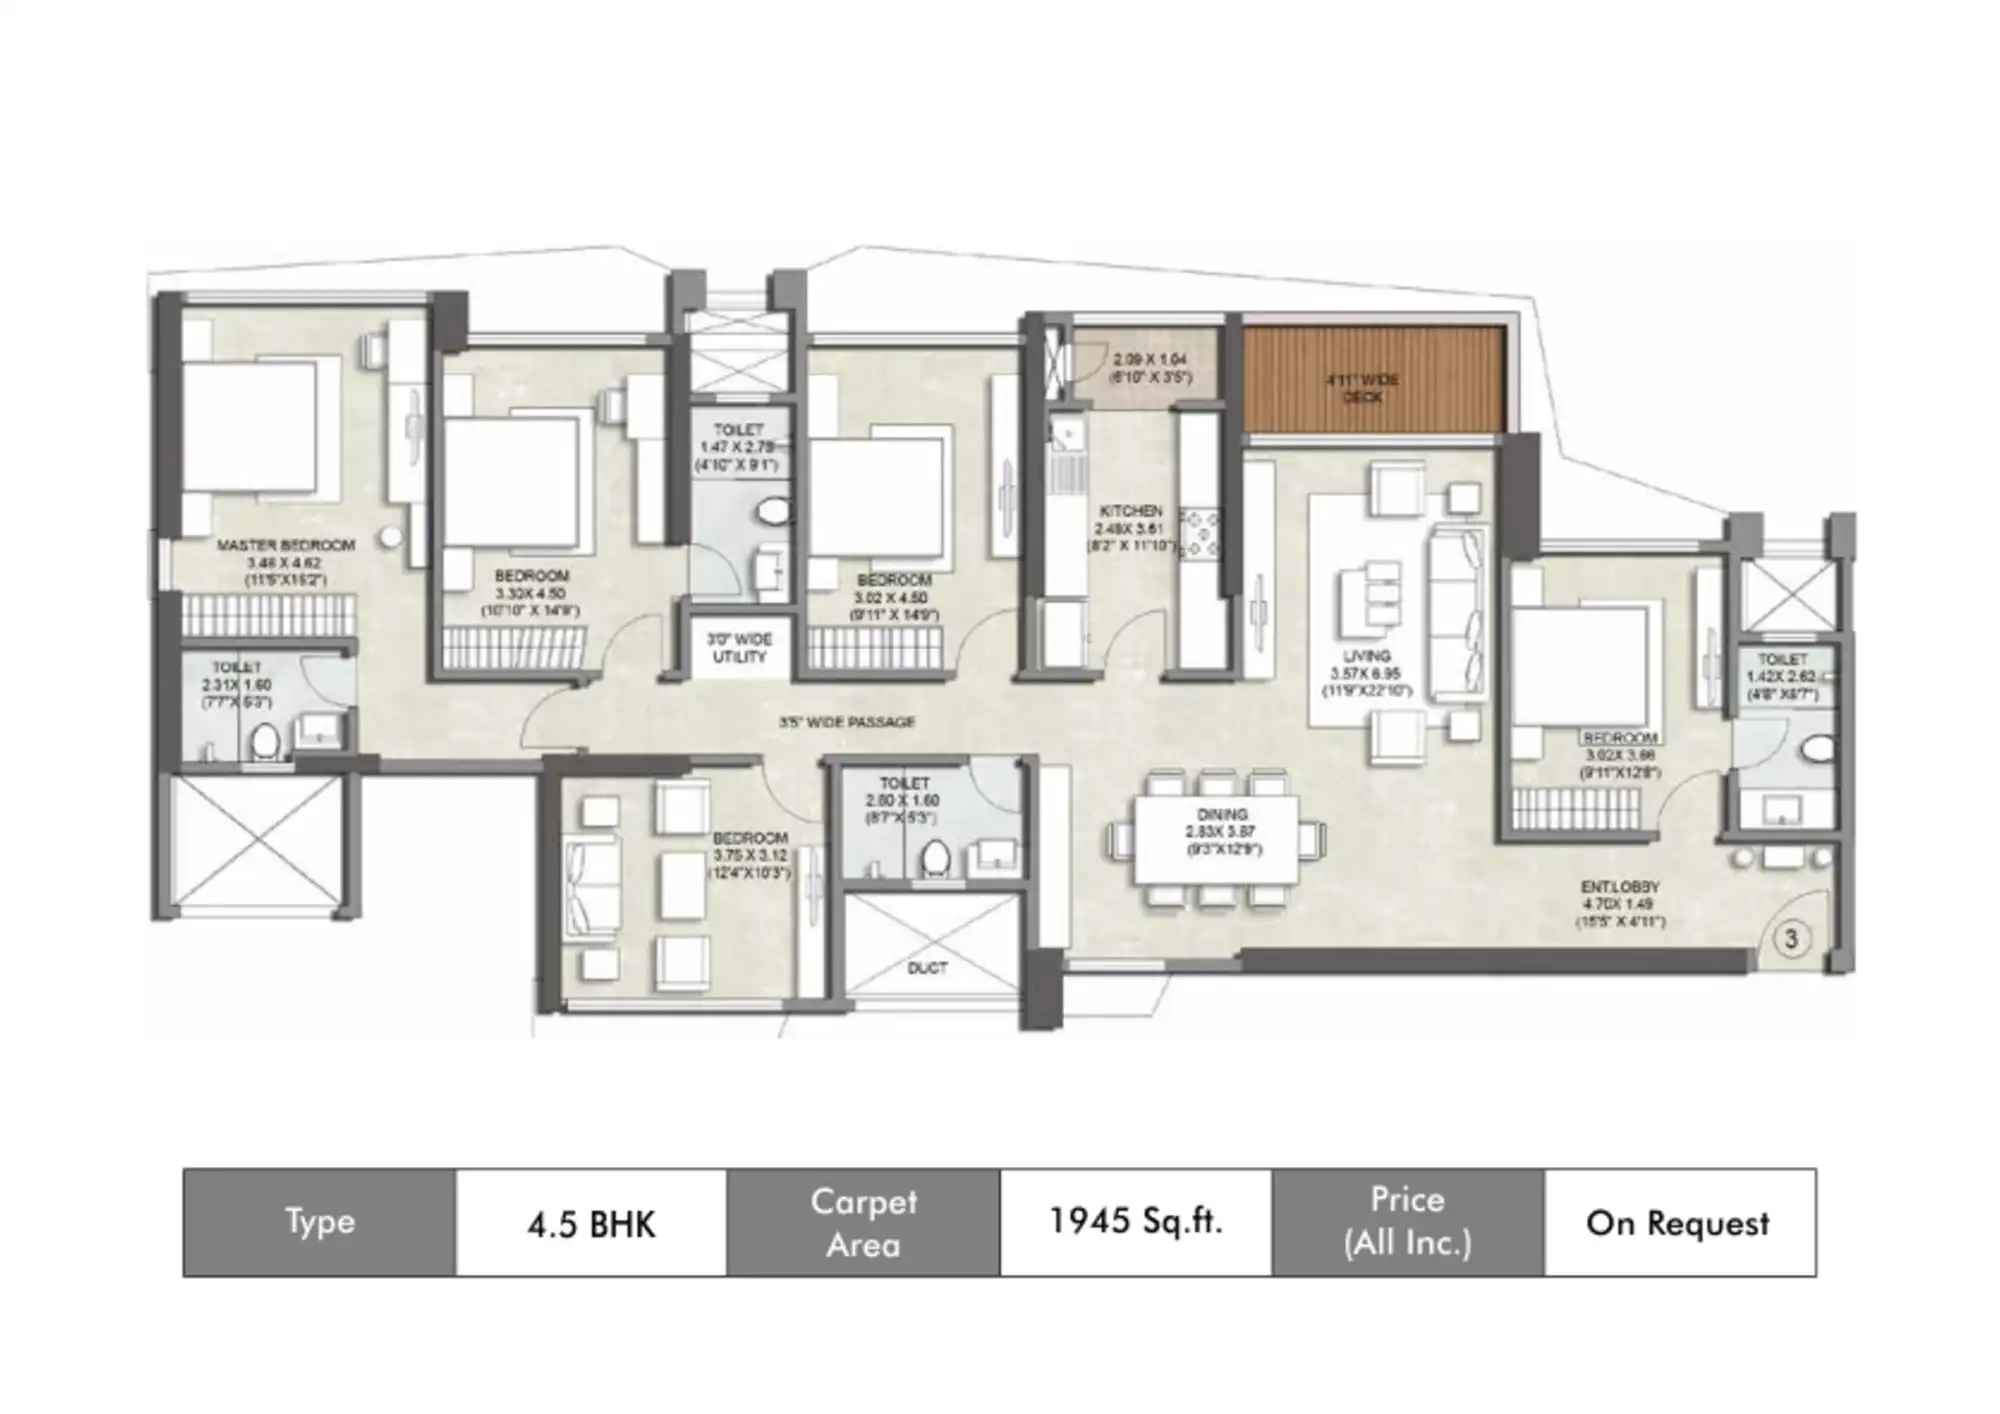 2.09 X 1.04
(6'10" X 3'5")
4'11" WIDE
DECK
TOILET
1.47 X 2.78
(4'10" X 9'1")
KITCHEN
2.49X 3.61
(8'2" X 11'10")
MASTER BEDROOM
3.48 X 4.62
(11'5"X15'2")
BEDROOM
3.30X 4.50
(10'10" X 14'9")
BEDROOM
3.02 X 4.50
(9'11" X 14'9")
3'0" WIDE
UTILITY
TOILET
2.31X 1.60
(7'7"X 5'3")
LIVING
3.57X 6.95
(11'9"X22'10")
TOILET
1.42X 2.62
(4'8" X8'7")
3'5" WIDE PASSAGE
BEDROOM
3.02X 3.86
(9'11"X12'8")
TOILET
2.60 X 1.60
(8'7"X 5'3")
BEDROOM
3.75 X 3.12
(12'4"X10'3")
DINING
2.83X 3.87
(9'3"X12'9")
ENT.LOBBY
4.70X 1.49
(15'5" X 4'11")
3
DUCT
Type
4.5 BHK
Carpet
Area
1945 Sq.ft.
Price
(All Inc.)
On Request